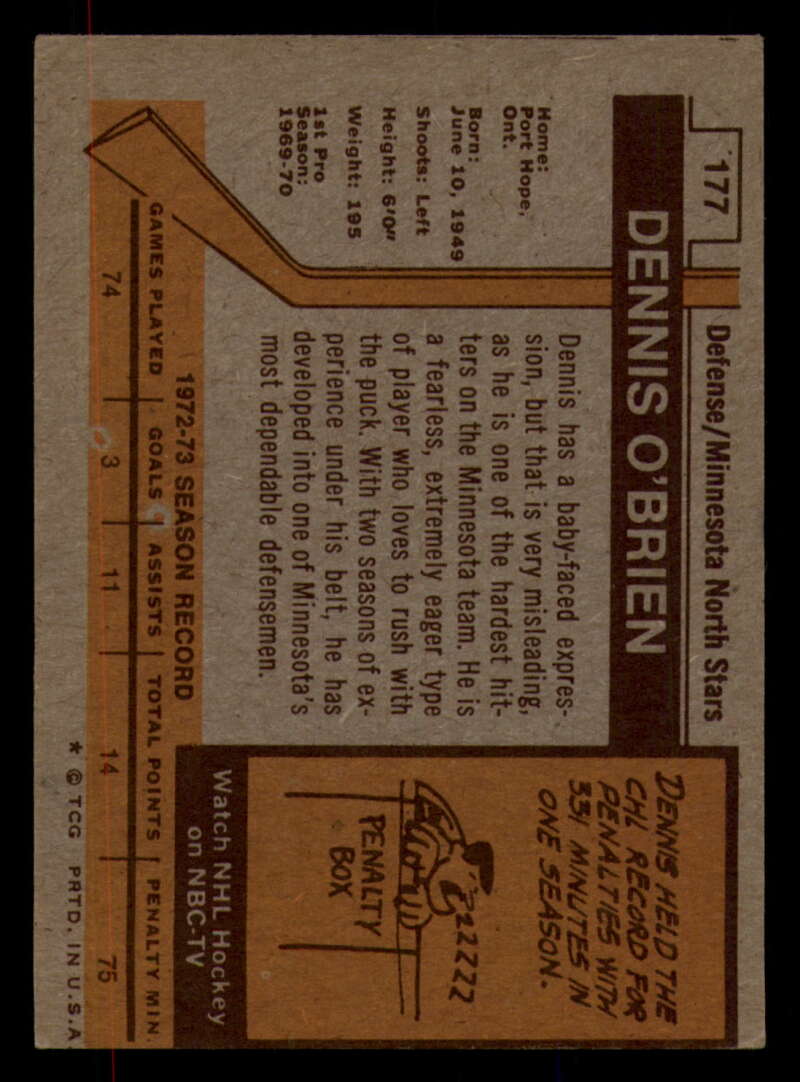 177
Defense/Minnesota North Stars
DENNIS O'BRIEN
Home:
Port Hope,
Ont.
Born:
June 10, 1949
Shoots: Left
Height: 6'0"
Weight: 195
1st Pro
Season:
1969-70
Dennis has a baby-faced expres-
sion, but that is very misleading,
as he is one of the hardest hit-
ters on the Minnesota team. He is
a fearless, extremely eager type
of player who loves to rush with
the puck. With two seasons of ex-
perience under his belt, he has
developed into one of Minnesota's
most dependable defensemen.
DENNIS HELD THE
CHL RECORD FOR
PENALTIES WITH
331 MINUTES IN
ONE SEASON.
ZZZZZZ
PENALTY
BOX
Watch NHL Hockey
on NBC-TV
1972-73 SEASON RECORD
GAMES PLAYED GOALS ASSISTS TOTAL POINTS PENALTY MIN.
74 3 11 14 75
* © TCG PRTD. IN U.S.A.